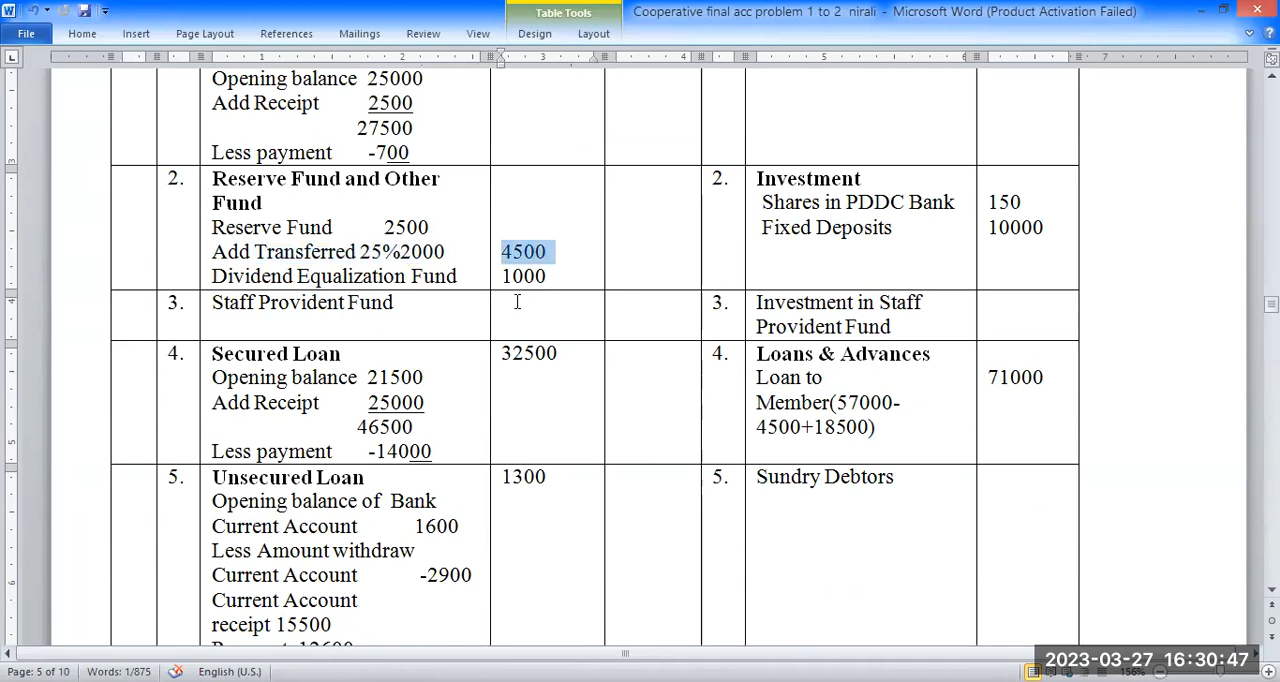 Table Tools
Cooperative final acc problem 1 to 2 nirali - Microsoft Word (Product Activation Failed)
File Home Insert Page Layout References Mailings Review View Design Layout
1 2 3 4 5 6 7
Opening balance 25000
Add Receipt 2500
27500
Less payment -700
2. Reserve Fund and Other
Fund
Reserve Fund 2500
Add Transferred 25%2000 4500
Dividend Equalization Fund 1000
2. Investment
Shares in PDDC Bank 150
Fixed Deposits 10000
3. Staff Provident Fund
3. Investment in Staff
Provident Fund
4. Secured Loan 32500
Opening balance 21500
Add Receipt 25000
46500
Less payment -14000
4. Loans & Advances
Loan to 71000
Member(57000-
4500+18500)
5. Unsecured Loan 1300
Opening balance of Bank
Current Account 1600
Less Amount withdraw
Current Account -2900
Current Account
receipt 15500
5. Sundry Debtors
Page: 5 of 10 Words: 1/875 English (U.S.)
2023-03-27 16:30:47
156%